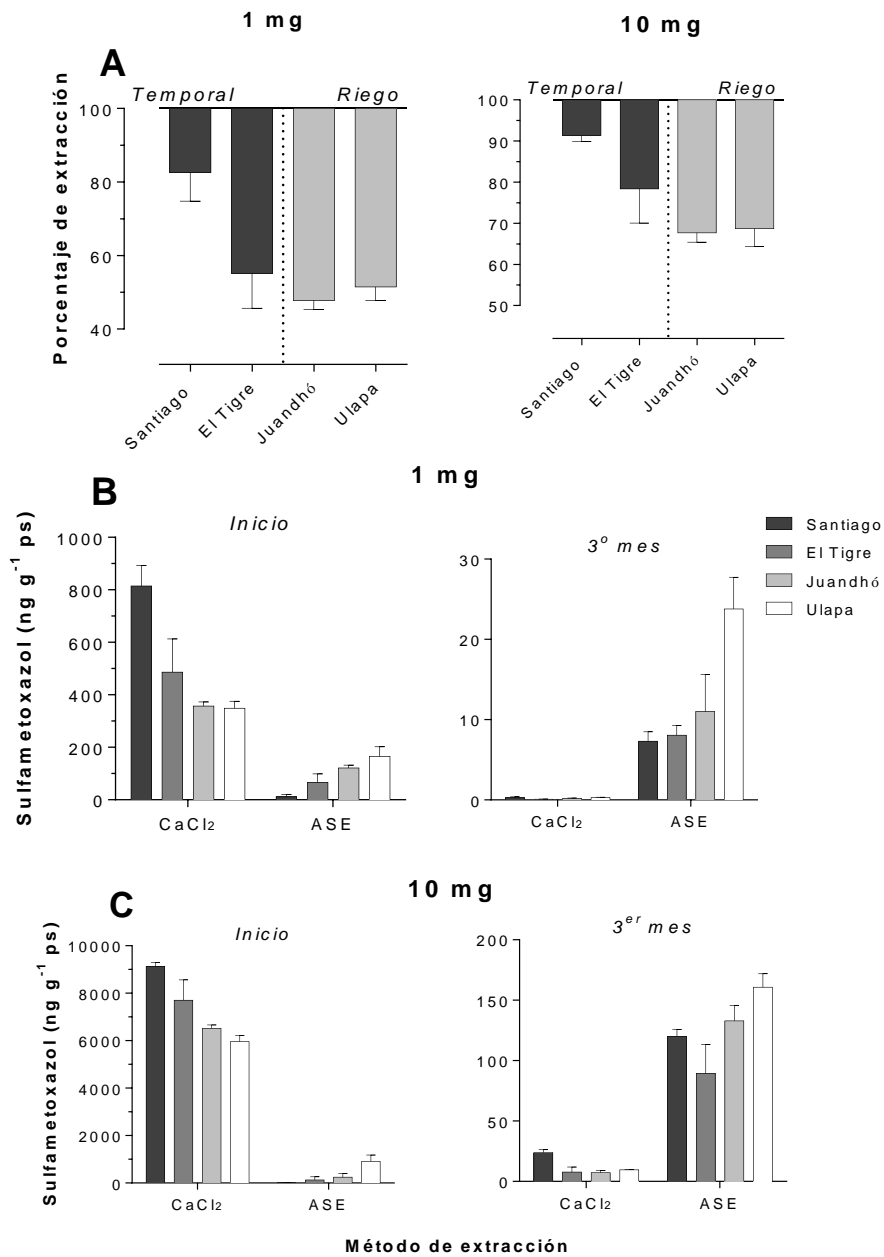 1 mg
10 mg
A
Temporal
Riego
Temporal
Riego
Porcentaje de extracción
100
80
60
40
100
90
80
70
60
50
Santiago
El Tigre
Juandhó
Ulapa
Santiago
El Tigre
Juandhó
Ulapa
1 mg
B
Inicio
3º mes
Sulfametoxazol (ng g⁻¹ ps)
1000
800
600
400
200
0
CaCl₂
ASE
30
20
10
0
CaCl₂
ASE
Santiago
El Tigre
Juandhó
Ulapa
10 mg
C
Inicio
3ᵉʳ mes
Sulfametoxazol (ng g⁻¹ ps)
10000
8000
6000
4000
2000
0
CaCl₂
ASE
200
150
100
50
0
CaCl₂
ASE
Método de extracción